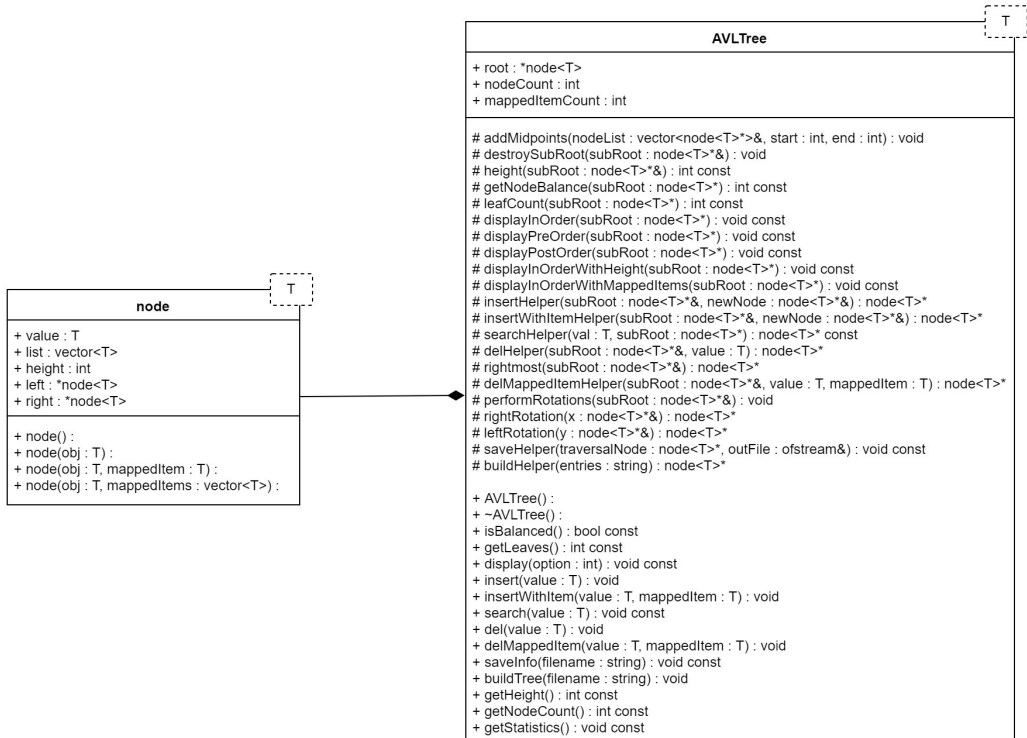 T
node
+ value : T
+ list : vector<T>
+ height : int
+ left : *node<T>
+ right : *node<T>
+ node() :
+ node(obj : T) :
+ node(obj : T, mappedItem : T) :
+ node(obj : T, mappedItems : vector<T>) :
T
AVLTree
+ root : *node<T>
+ nodeCount : int
+ mappedItemCount : int
# addMidpoints(nodeList : vector<node<T>*>&, start : int, end : int) : void
# destroySubRoot(subRoot : node<T>*&) : void
# height(subRoot : node<T>*&) : int const
# getNodeBalance(subRoot : node<T>*) : int const
# leafCount(subRoot : node<T>*) : int const
# displayInOrder(subRoot : node<T>*) : void const
# displayPreOrder(subRoot : node<T>*) : void const
# displayPostOrder(subRoot : node<T>*) : void const
# displayInOrderWithHeight(subRoot : node<T>*) : void const
# displayInOrderWithMappedItems(subRoot : node<T>*) : void const
# insertHelper(subRoot : node<T>*&, newNode : node<T>*&) : node<T>*
# insertWithItemHelper(subRoot : node<T>*&, newNode : node<T>*&) : node<T>*
# searchHelper(val : T, subRoot : node<T>*) : node<T>* const
# delHelper(subRoot : node<T>*&, value : T) : node<T>*
# rightmost(subRoot : node<T>*&) : node<T>*
# delMappedItemHelper(subRoot : node<T>*&, value : T, mappedItem : T) : node<T>*
# performRotations(subRoot : node<T>*&) : void
# rightRotation(x : node<T>*&) : node<T>*
# leftRotation(y : node<T>*&) : node<T>*
# saveHelper(traversalNode : node<T>*, outFile : ofstream&) : void const
# buildHelper(entries : string) : node<T>*
+ AVLTree() :
+ ~AVLTree() :
+ isBalanced() : bool const
+ getLeaves() : int const
+ display(option : int) : void const
+ insert(value : T) : void
+ insertWithItem(value : T, mappedItem : T) : void
+ search(value : T) : void const
+ del(value : T) : void
+ delMappedItem(value : T, mappedItem : T) : void
+ saveInfo(filename : string) : void const
+ buildTree(filename : string) : void
+ getHeight() : int const
+ getNodeCount() : int const
+ getStatistics() : void const